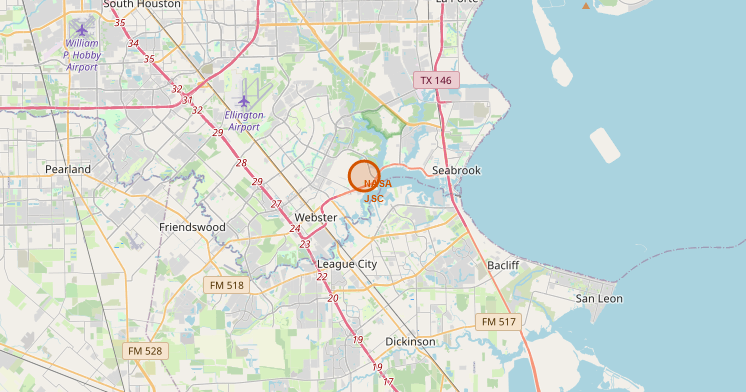 South Houston
La Porte
35
William
P. Hobby
Airport
35
34
32
31
32
TX 146
Ellington
Airport
29
28
Pearland
29
NASA
JSC
Seabrook
27
Webster
24
Friendswood
23
League City
Bacliff
22
FM 518
20
San Leon
FM 517
19
Dickinson
FM 528
19
17